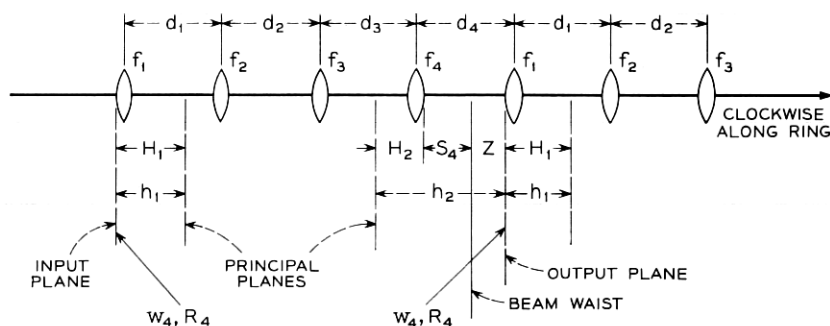 d₁ d₂ d₃ d₄ d₁ d₂
f₁ f₂ f₃ f₄ f₁ f₂ f₃
CLOCKWISE
ALONG RING
H₁ H₂ S₄ Z H₁
h₁ h₂ h₁
INPUT
PLANE
PRINCIPAL
PLANES
OUTPUT PLANE
BEAM WAIST
w₄, R₄ w₄, R₄